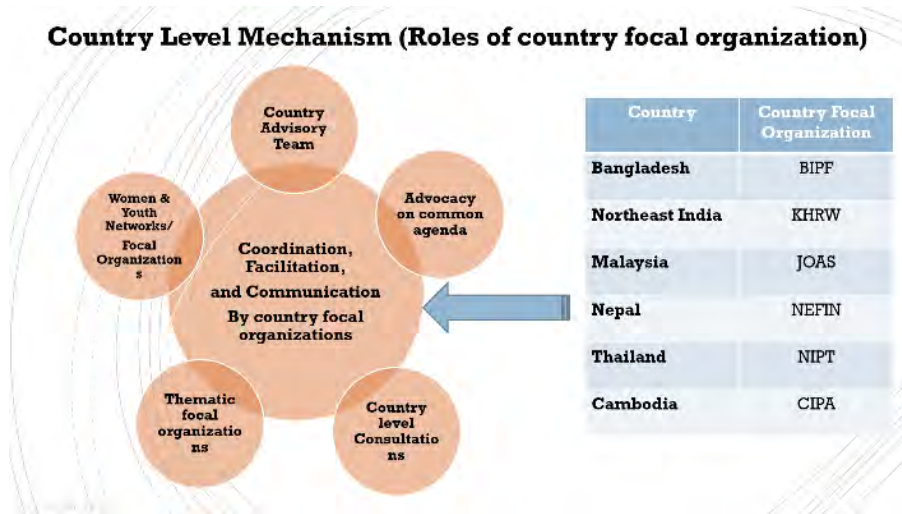 Country Level Mechanism (Roles of country focal organization)
Country
Advisory
Team
Women &
Youth Networks/
Focal
Organization
s
Advocacy
on common
agenda
Coordination,
Facilitation,
and Communication
By country focal
organizations
Thematic
focal
organizatio
ns
Country
level
Consultatio
ns
Country Country Focal
Organization
Bangladesh BIPF
Northeast India KHRW
Malaysia JOAS
Nepal NEFIN
Thailand NIPT
Cambodia CIPA